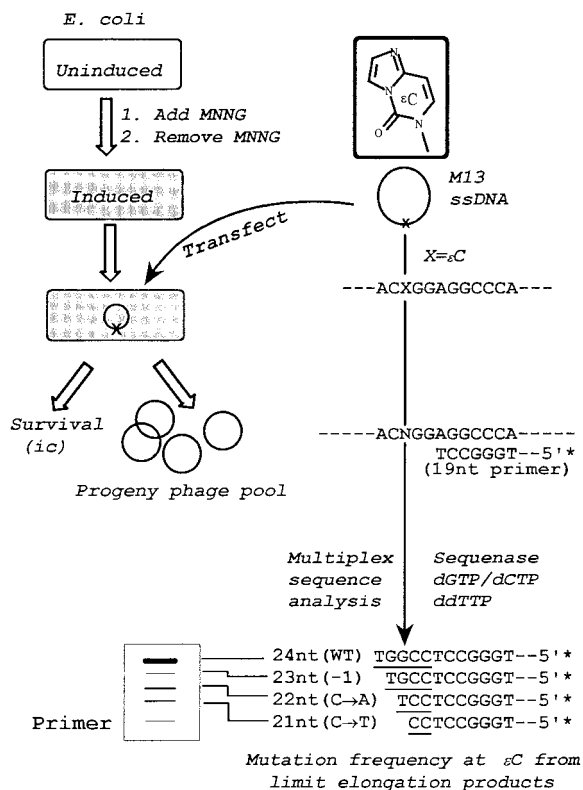 E. coli
Uninduced
1. Add MNNG
2. Remove MNNG
Induced
Transfect
N
εC
N
O
N
M13
ssDNA
X
X=εC
---ACXGGAGGCCCA---
X
Survival
(ic)
Progeny phage pool
-----ACNGGAGGCCCA-----
TCCGGGT--5'*
(19nt primer)
Multiplex
sequence
analysis
Sequenase
dGTP/dCTP
ddTTP
24nt(WT) TGGCCTCCGGGT--5'*
23nt(-1) TGCCTCCGGGT--5'*
22nt(C→A) TCCTCCGGGT--5'*
21nt(C→T) CCTCCGGGT--5'*
Primer
Mutation frequency at εC from
limit elongation products